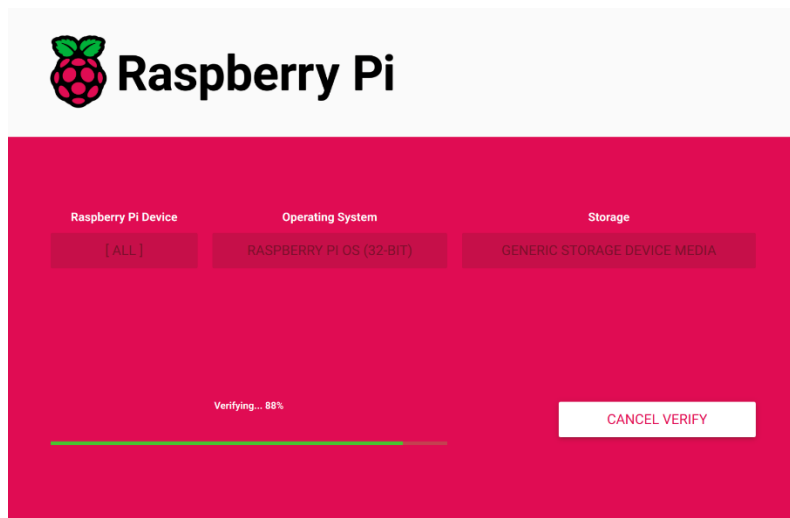 Raspberry Pi
Raspberry Pi Device
Operating System
Storage
[ ALL ]
RASPBERRY PI OS (32-BIT)
GENERIC STORAGE DEVICE MEDIA
Verifying... 88%
CANCEL VERIFY